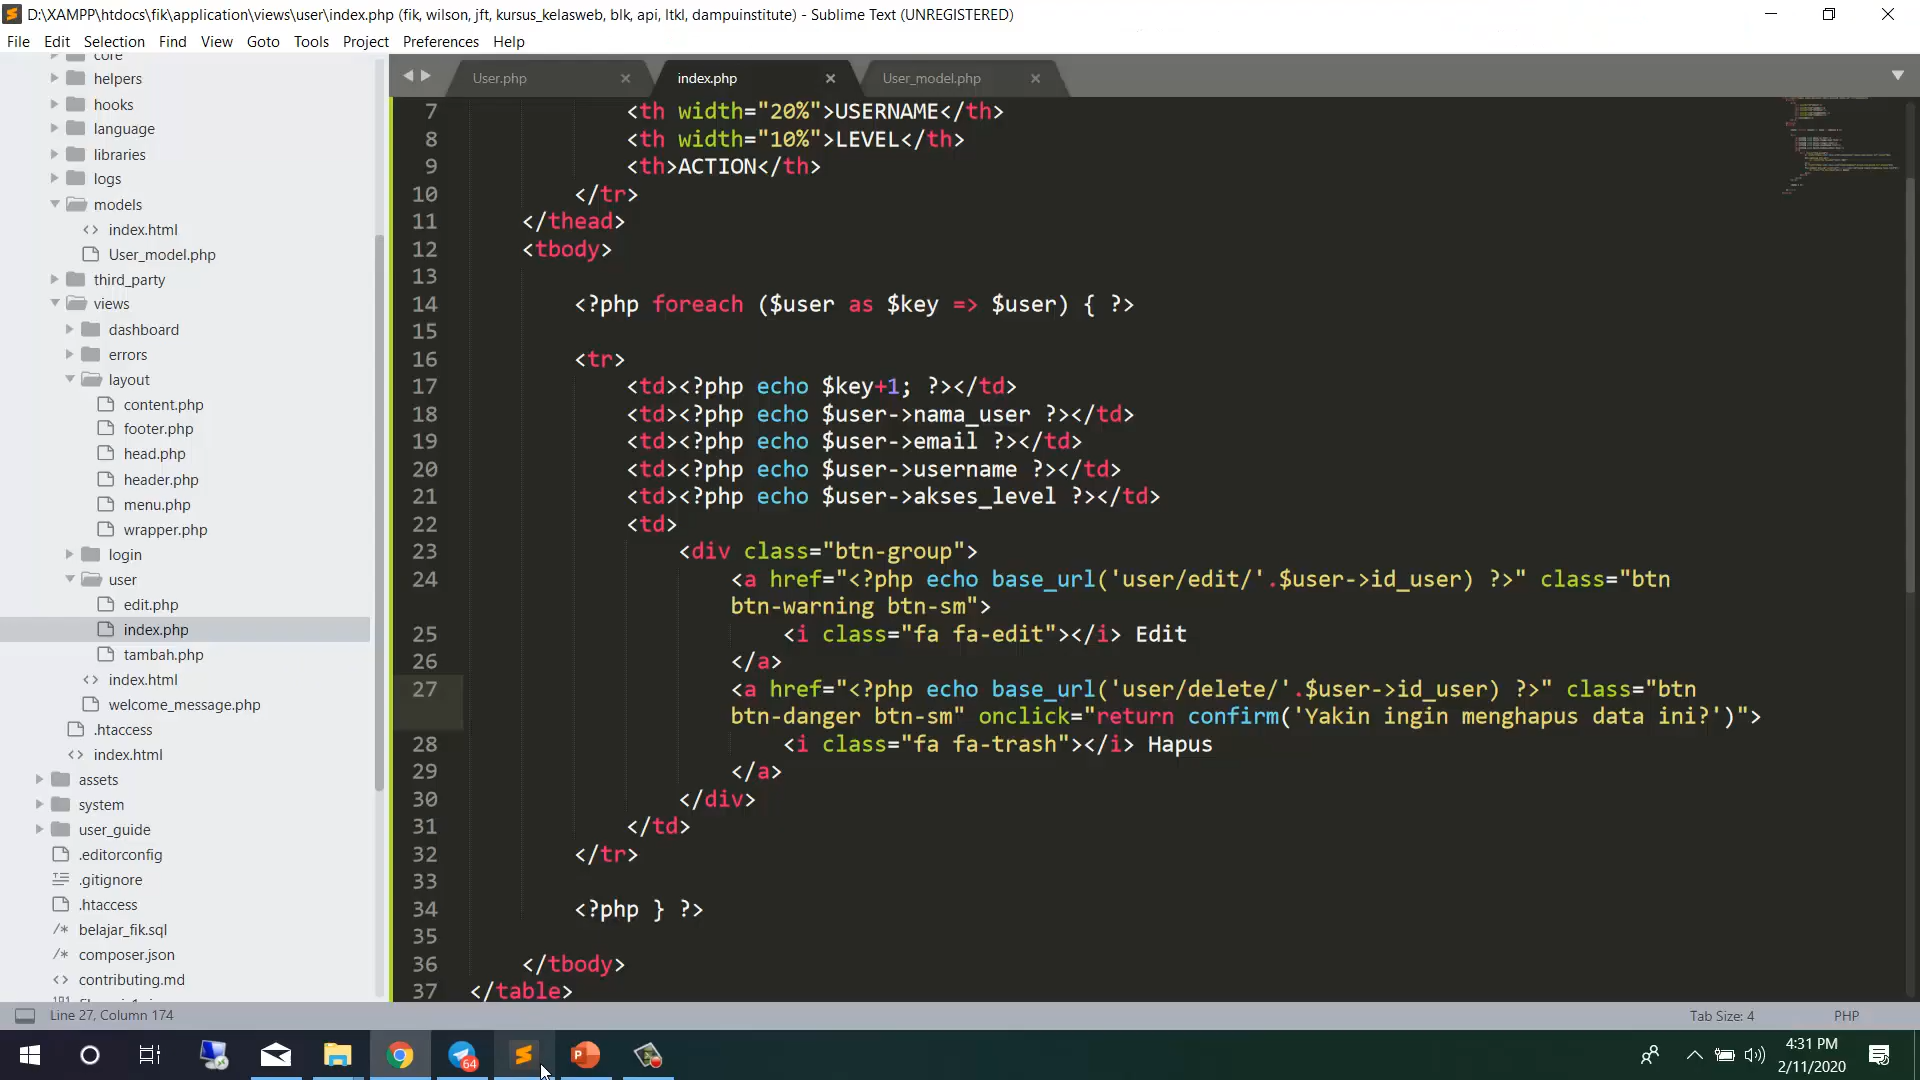 D:\XAMPP\htdocs\fik\application\views\user\index.php (fik, wilson, jft, kursus_kelasweb, blk, api, ltkl, dampuinstitute) - Sublime Text (UNREGISTERED)
File Edit Selection Find View Goto Tools Project Preferences Help
core
helpers
hooks
language
libraries
logs
models
index.html
User_model.php
third_party
views
dashboard
errors
layout
content.php
footer.php
head.php
header.php
menu.php
wrapper.php
login
user
edit.php
index.php
tambah.php
index.html
welcome_message.php
.htaccess
index.html
assets
system
user_guide
.editorconfig
.gitignore
.htaccess
belajar_fik.sql
composer.json
contributing.md
User.php index.php User_model.php
7 <th width="20%">USERNAME</th>
8 <th width="10%">LEVEL</th>
9 <th>ACTION</th>
10 </tr>
11 </thead>
12 <tbody>
13
14 <?php foreach ($user as $key => $user) { ?>
15
16 <tr>
17 <td><?php echo $key+1; ?></td>
18 <td><?php echo $user->nama_user ?></td>
19 <td><?php echo $user->email ?></td>
20 <td><?php echo $user->username ?></td>
21 <td><?php echo $user->akses_level ?></td>
22 <td>
23 <div class="btn-group">
24 <a href="<?php echo base_url('user/edit/'.$user->id_user) ?>" class="btn
btn-warning btn-sm">
25 <i class="fa fa-edit"></i> Edit
26 </a>
27 <a href="<?php echo base_url('user/delete/'.$user->id_user) ?>" class="btn
btn-danger btn-sm" onclick="return confirm('Yakin ingin menghapus data ini?')">
28 <i class="fa fa-trash"></i> Hapus
29 </a>
30 </div>
31 </td>
32 </tr>
33
34 <?php } ?>
35
36 </tbody>
37 </table>
Line 27, Column 174 Tab Size: 4 PHP
64
4:31 PM
2/11/2020